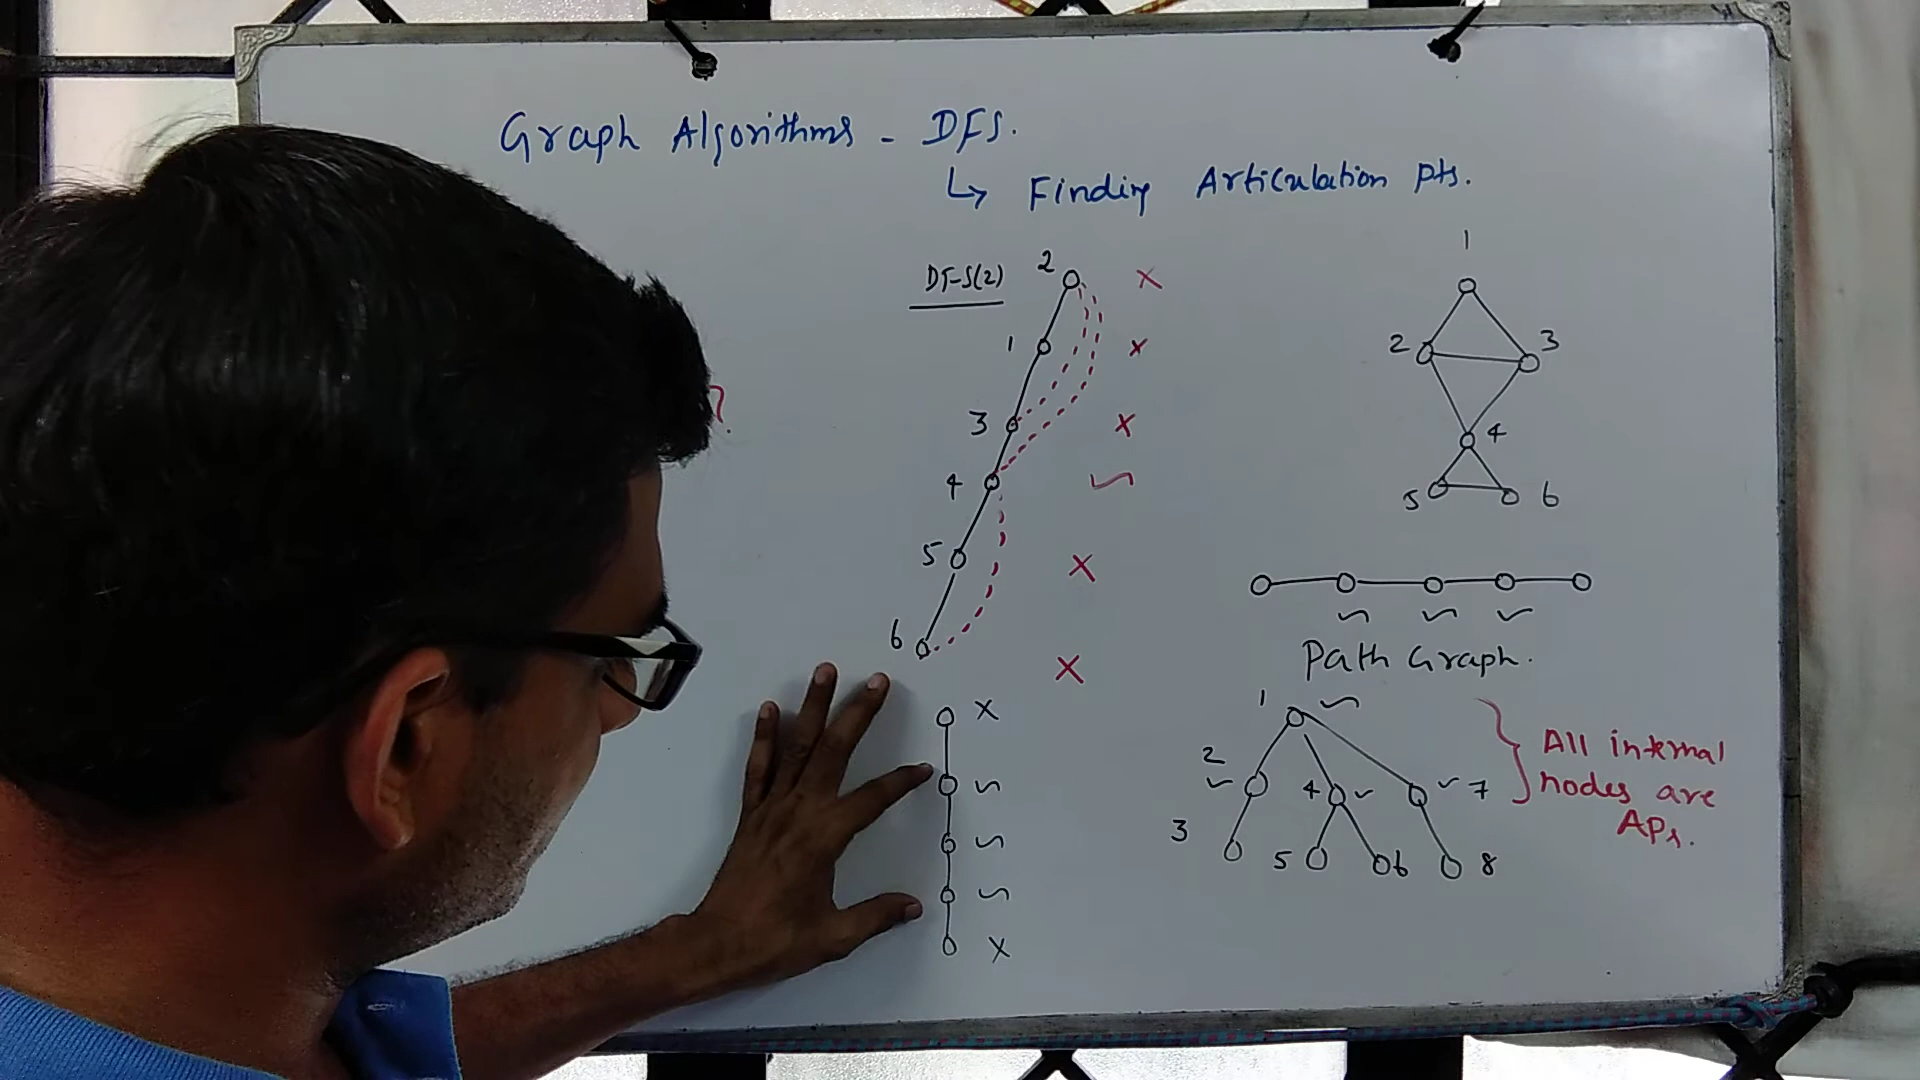 Graph Algorithms - DFS.
↳ Finding Articulation Pts.
DFS(2)
2 ×
1 ×
3 ×
4 ✓
5 ×
6 ×
?
1
2 3
4
5 6
✓ ✓ ✓
Path Graph.
×
✓
✓
✓
×
1 ✓
2 ✓ 4 ✓ ✓ 7
3 5 6 8
} All internal
nodes are
APs.